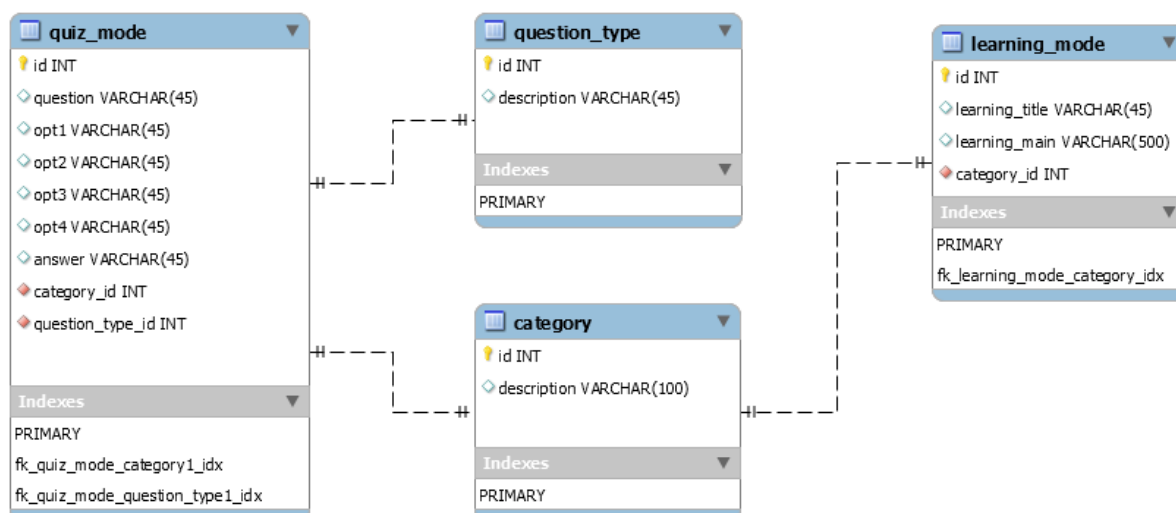 quiz_mode
id INT
question VARCHAR(45)
opt1 VARCHAR(45)
opt2 VARCHAR(45)
opt3 VARCHAR(45)
opt4 VARCHAR(45)
answer VARCHAR(45)
category_id INT
question_type_id INT
Indexes
PRIMARY
fk_quiz_mode_category1_idx
fk_quiz_mode_question_type1_idx
question_type
id INT
description VARCHAR(45)
Indexes
PRIMARY
category
id INT
description VARCHAR(100)
Indexes
PRIMARY
learning_mode
id INT
learning_title VARCHAR(45)
learning_main VARCHAR(500)
category_id INT
Indexes
PRIMARY
fk_learning_mode_category_idx